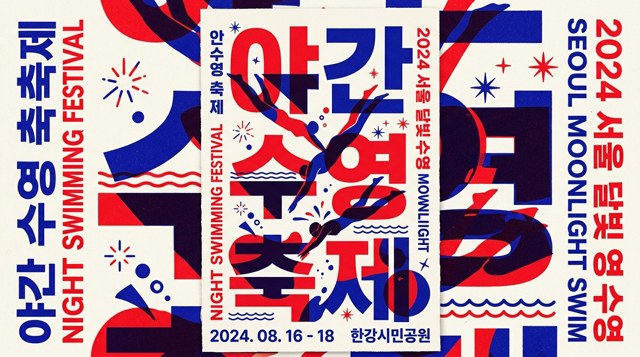 야간 수영 축축제
NIGHT SWIMMING FESTIVAL
안수영 축제
NIGHT SWIMMING FESTIVAL
야간
수영
축제
2024 서울 달빛 수영 MOWNLIIGHT
2024. 08. 16 - 18 한강시민공원
2024 서울 달빛 영수영
SEOUL MOONLIGHT SWIM